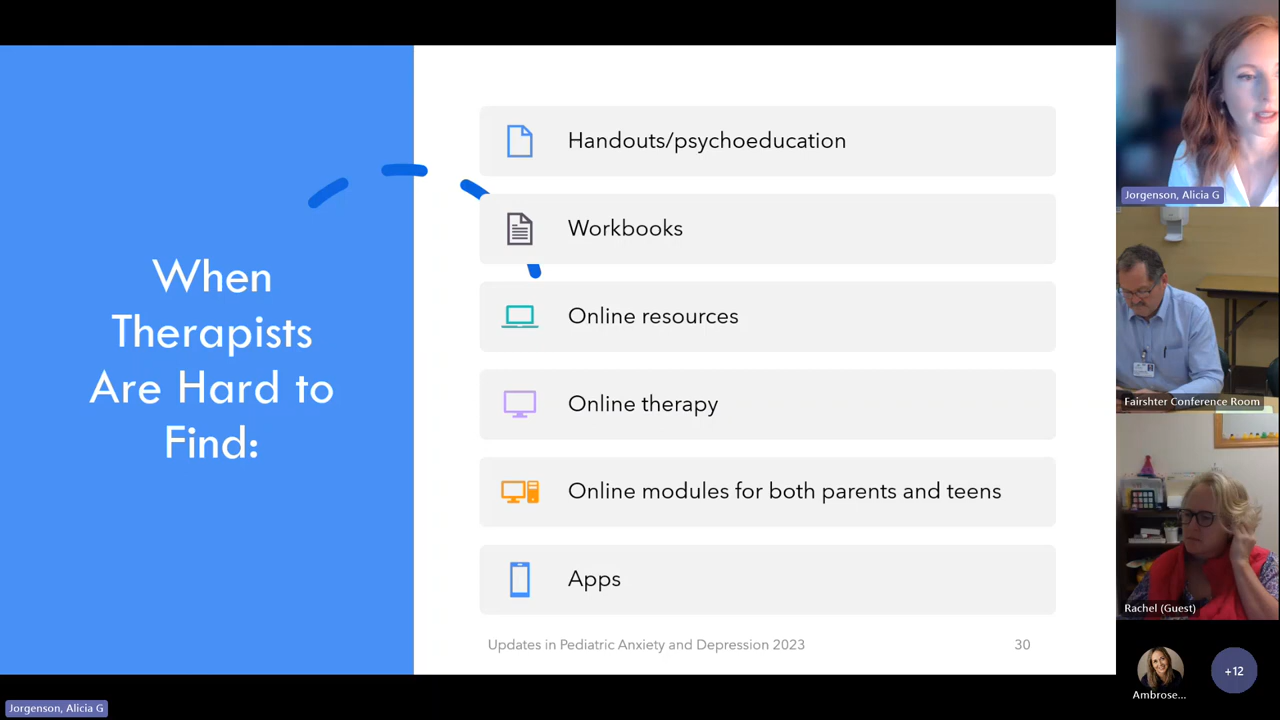 When
Therapists
Are Hard to
Find:
Handouts/psychoeducation
Workbooks
Online resources
Online therapy
Online modules for both parents and teens
Apps
Updates in Pediatric Anxiety and Depression 2023
30
Jorgenson, Alicia G
Fairshter Conference Room
Rachel (Guest)
Ambrose...
+12
Jorgenson, Alicia G